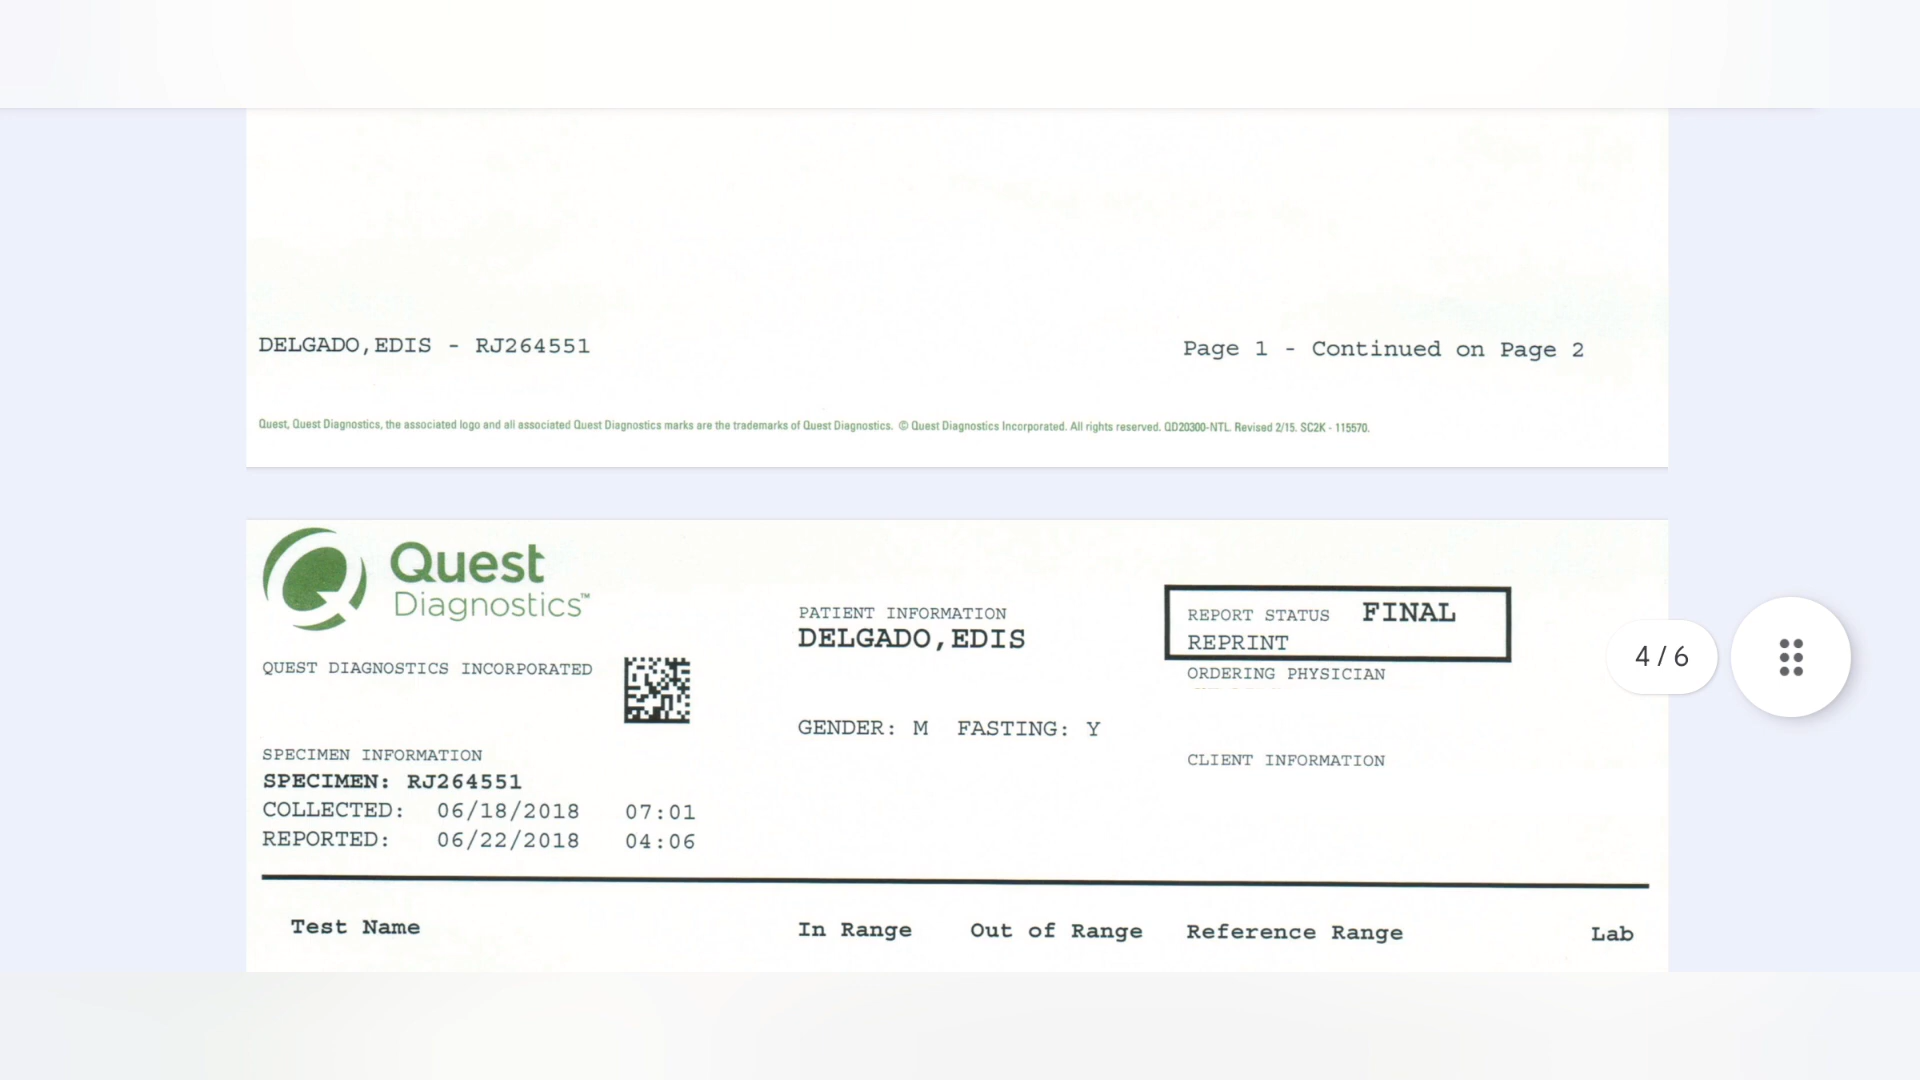 DELGADO,EDIS - RJ264551
Page 1 - Continued on Page 2
Quest, Quest Diagnostics, the associated logo and all associated Quest Diagnostics marks are the trademarks of Quest Diagnostics. © Quest Diagnostics Incorporated. All rights reserved. QD20300-NTL. Revised 2/15. SC2K - 115570.
Quest
Diagnostics™
QUEST DIAGNOSTICS INCORPORATED
SPECIMEN INFORMATION
SPECIMEN: RJ264551
COLLECTED: 06/18/2018 07:01
REPORTED: 06/22/2018 04:06
PATIENT INFORMATION
DELGADO,EDIS
GENDER: M FASTING: Y
REPORT STATUS FINAL
REPRINT
ORDERING PHYSICIAN
CLIENT INFORMATION
4 / 6
Test Name In Range Out of Range Reference Range Lab